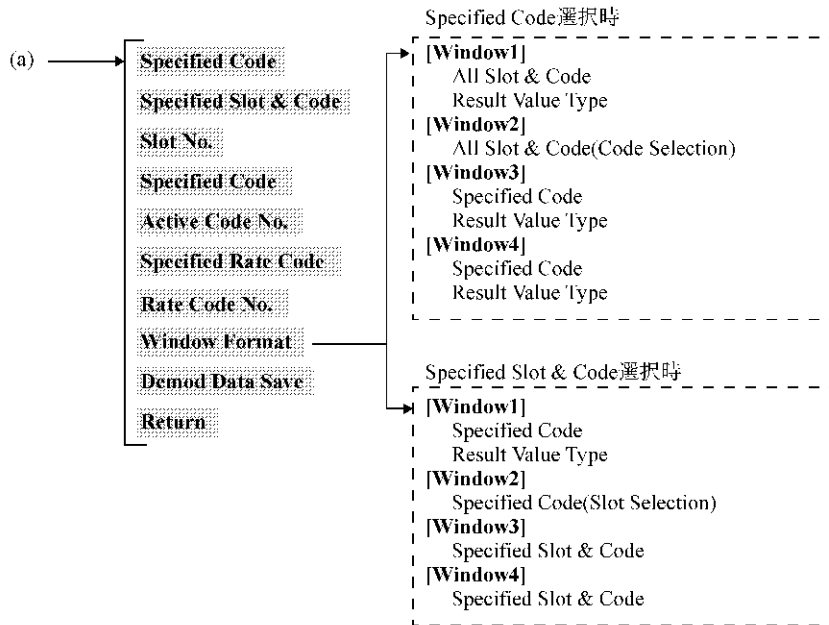 (a)
Specified Code
Specified Slot & Code
Slot No.
Specified Code
Active Code No.
Specified Rate Code
Rate Code No.
Window Format
Demod Data Save
Return
Specified Code選択時
[Window1]
All Slot & Code
Result Value Type
[Window2]
All Slot & Code(Code Selection)
[Window3]
Specified Code
Result Value Type
[Window4]
Specified Code
Result Value Type
Specified Slot & Code選択時
[Window1]
Specified Code
Result Value Type
[Window2]
Specified Code(Slot Selection)
[Window3]
Specified Slot & Code
[Window4]
Specified Slot & Code